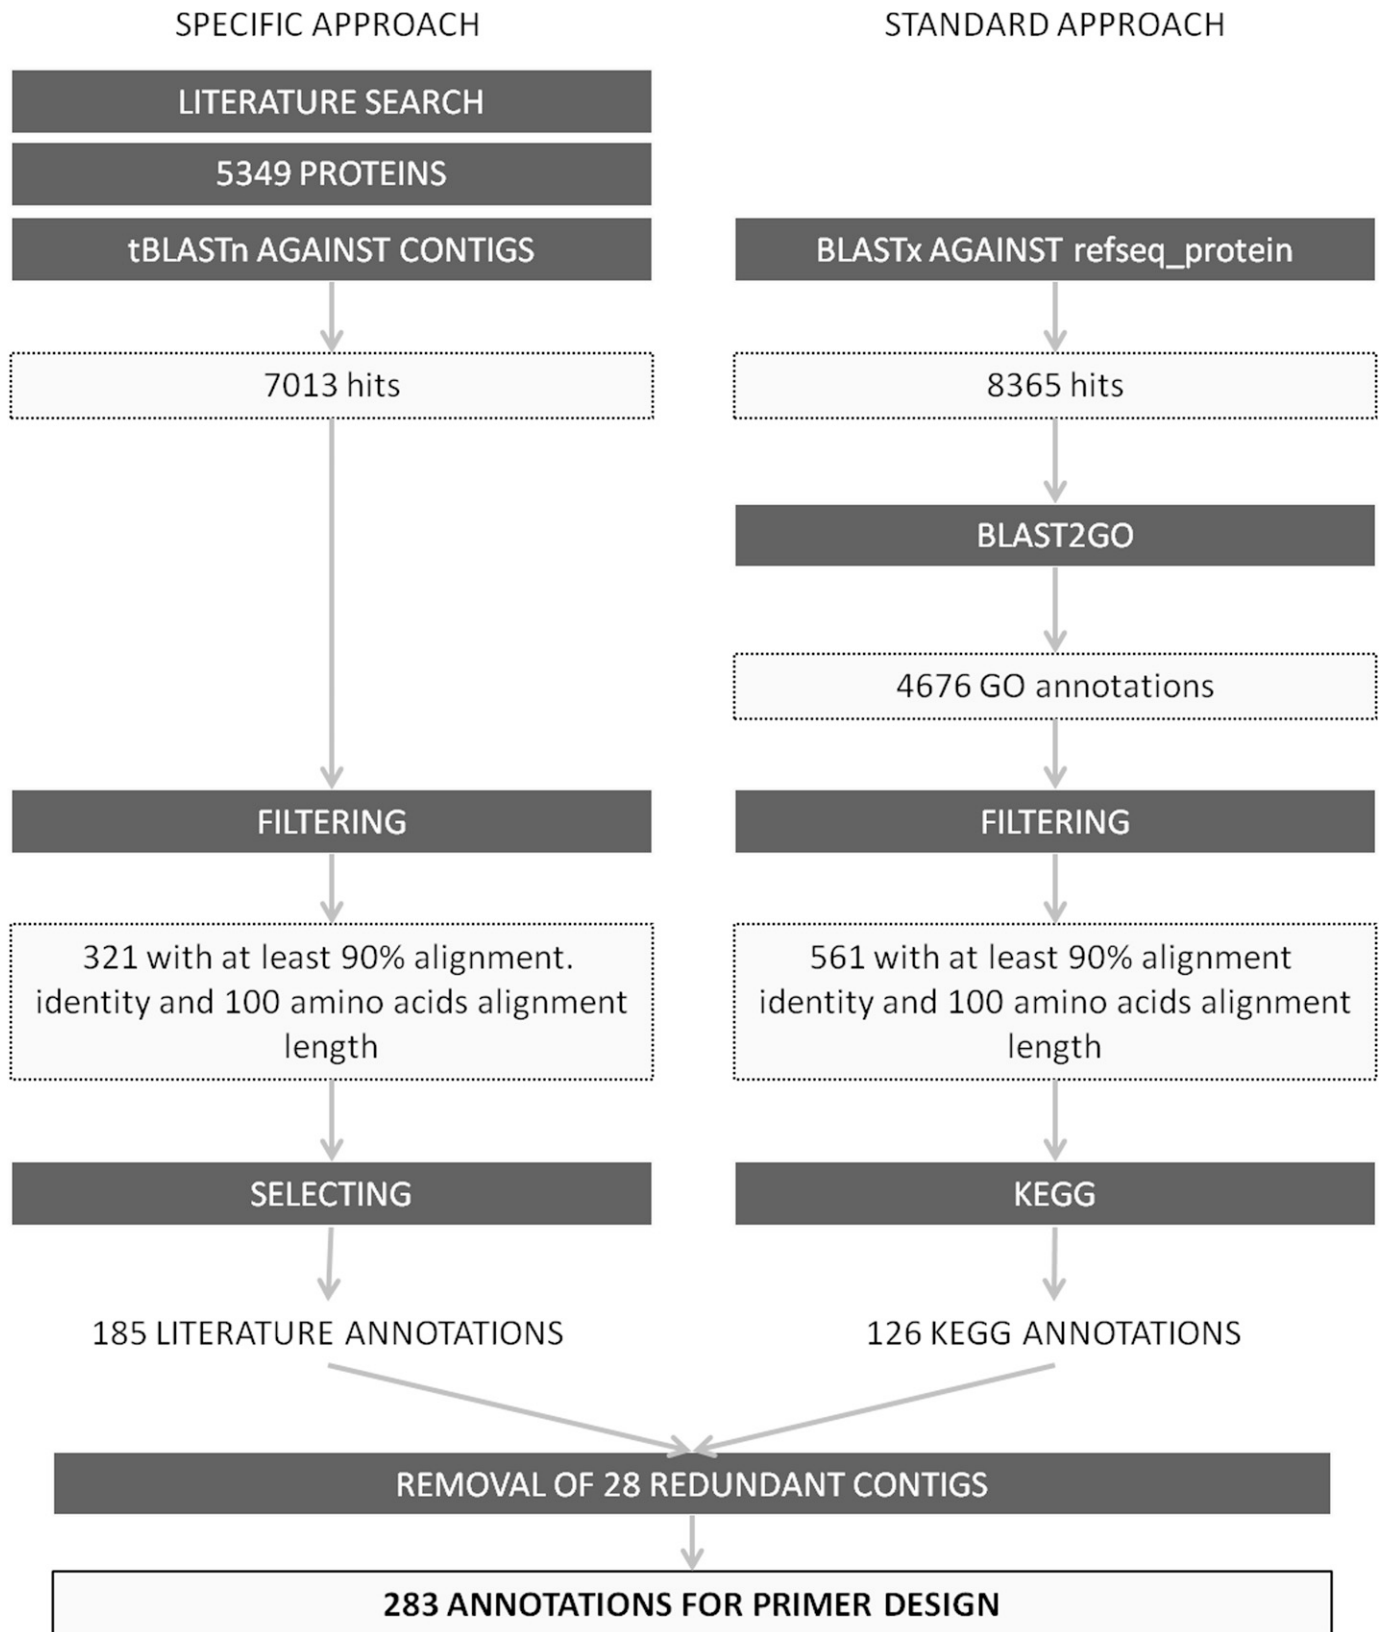 SPECIFIC APPROACH
STANDARD APPROACH
LITERATURE SEARCH
5349 PROTEINS
tBLASTn AGAINST CONTIGS
BLASTx AGAINST refseq_protein
7013 hits
8365 hits
BLAST2GO
4676 GO annotations
FILTERING
FILTERING
321 with at least 90% alignment.
identity and 100 amino acids alignment
length
561 with at least 90% alignment
identity and 100 amino acids alignment
length
SELECTING
KEGG
185 LITERATURE ANNOTATIONS
126 KEGG ANNOTATIONS
REMOVAL OF 28 REDUNDANT CONTIGS
283 ANNOTATIONS FOR PRIMER DESIGN